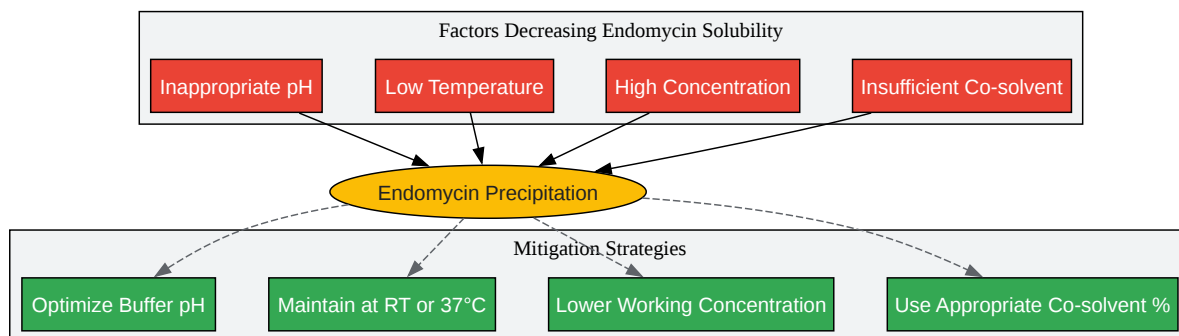 Factors Decreasing Endomycin Solubility
Inappropriate pH
Low Temperature
High Concentration
Insufficient Co-solvent
Endomycin Precipitation
Mitigation Strategies
Optimize Buffer pH
Maintain at RT or 37°C
Lower Working Concentration
Use Appropriate Co-solvent %